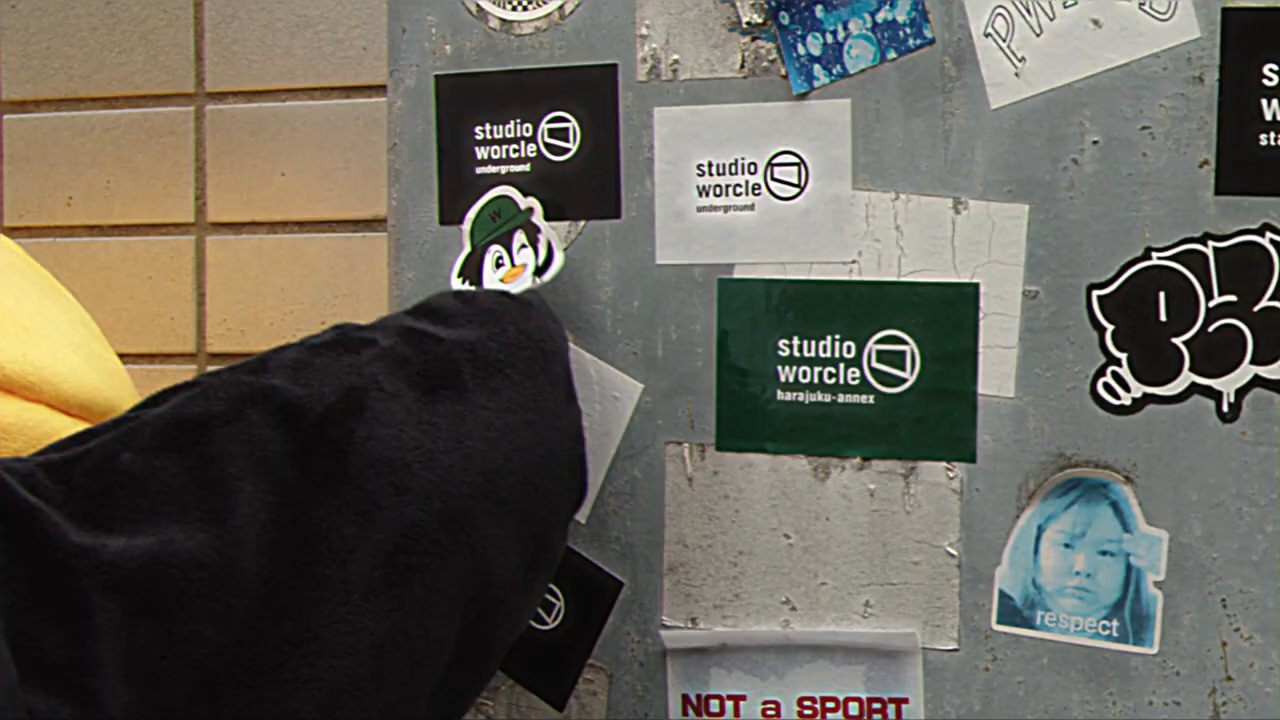 studio
worcle
underground
W
studio
worcle
underground
studio
worcle
harajuku-annex
respect
NOT a SPORT